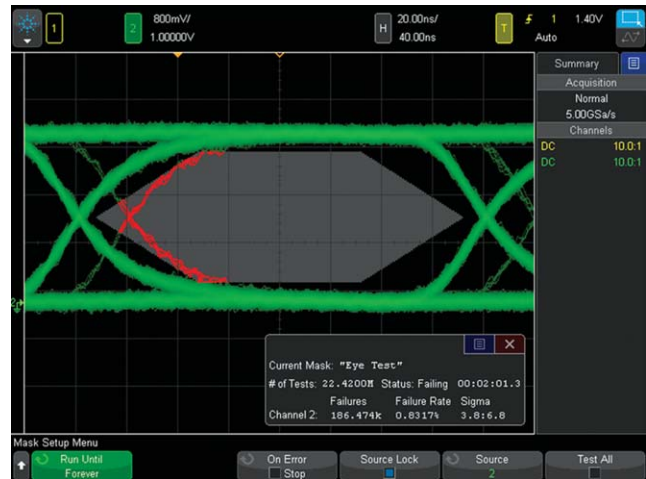 1
2
800mV/
1.00000V
H
20.00ns/
40.00ns
T
1
1.40V
Auto
Summary
Acquisition
Normal
5.00GSa/s
Channels
DC 10.0:1
DC 10.0:1
2
Current Mask: "Eye Test"
# of Tests: 22.4200M Status: Failing 00:02:01.3
Failures Failure Rate Sigma
Channel 2: 186.474k 0.8317% 3.8:6.8
Mask Setup Menu
Run Until
Forever
On Error
Stop
Source Lock
Source
2
Test All